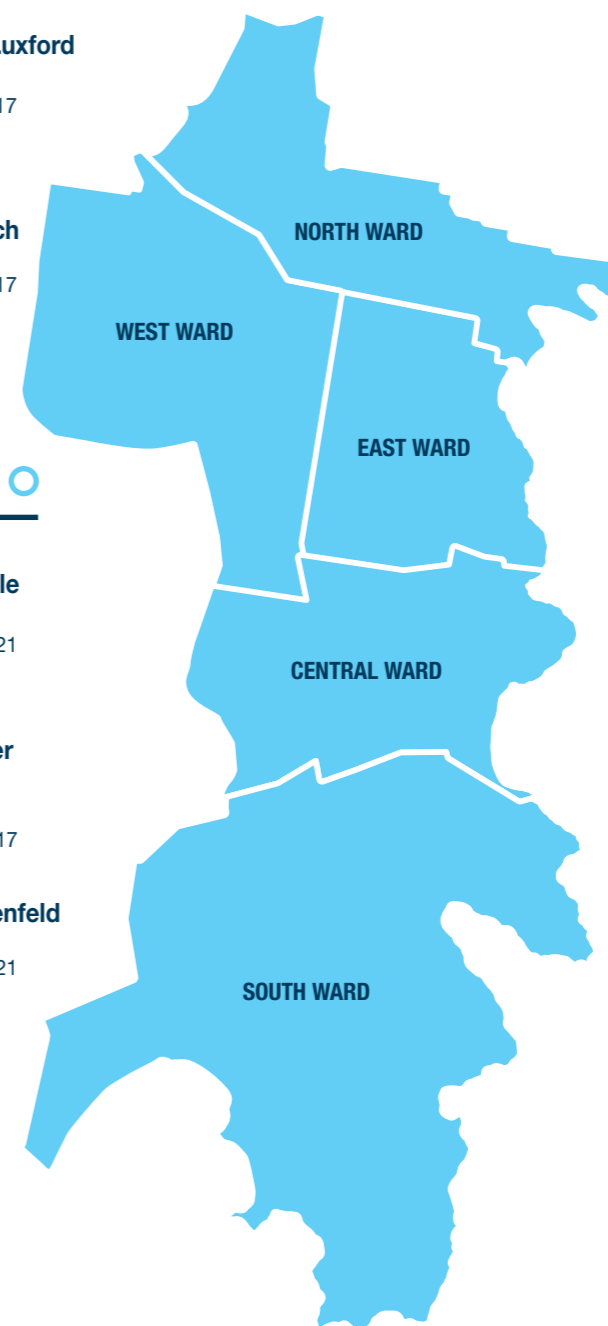 uxford
17
NORTH WARD
ch
17
WEST WARD
EAST WARD
le
21
CENTRAL WARD
er
17
enfeld
21
SOUTH WARD